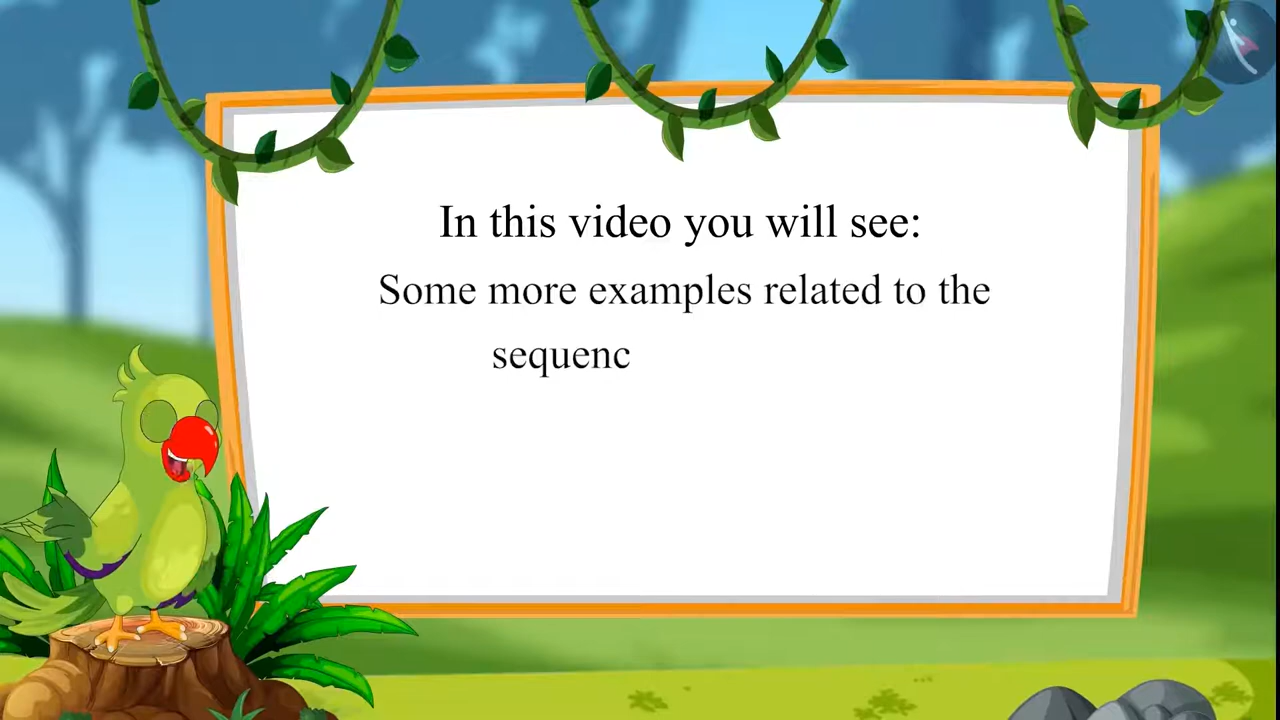 In this video you will see:
Some more examples related to the
sequenc